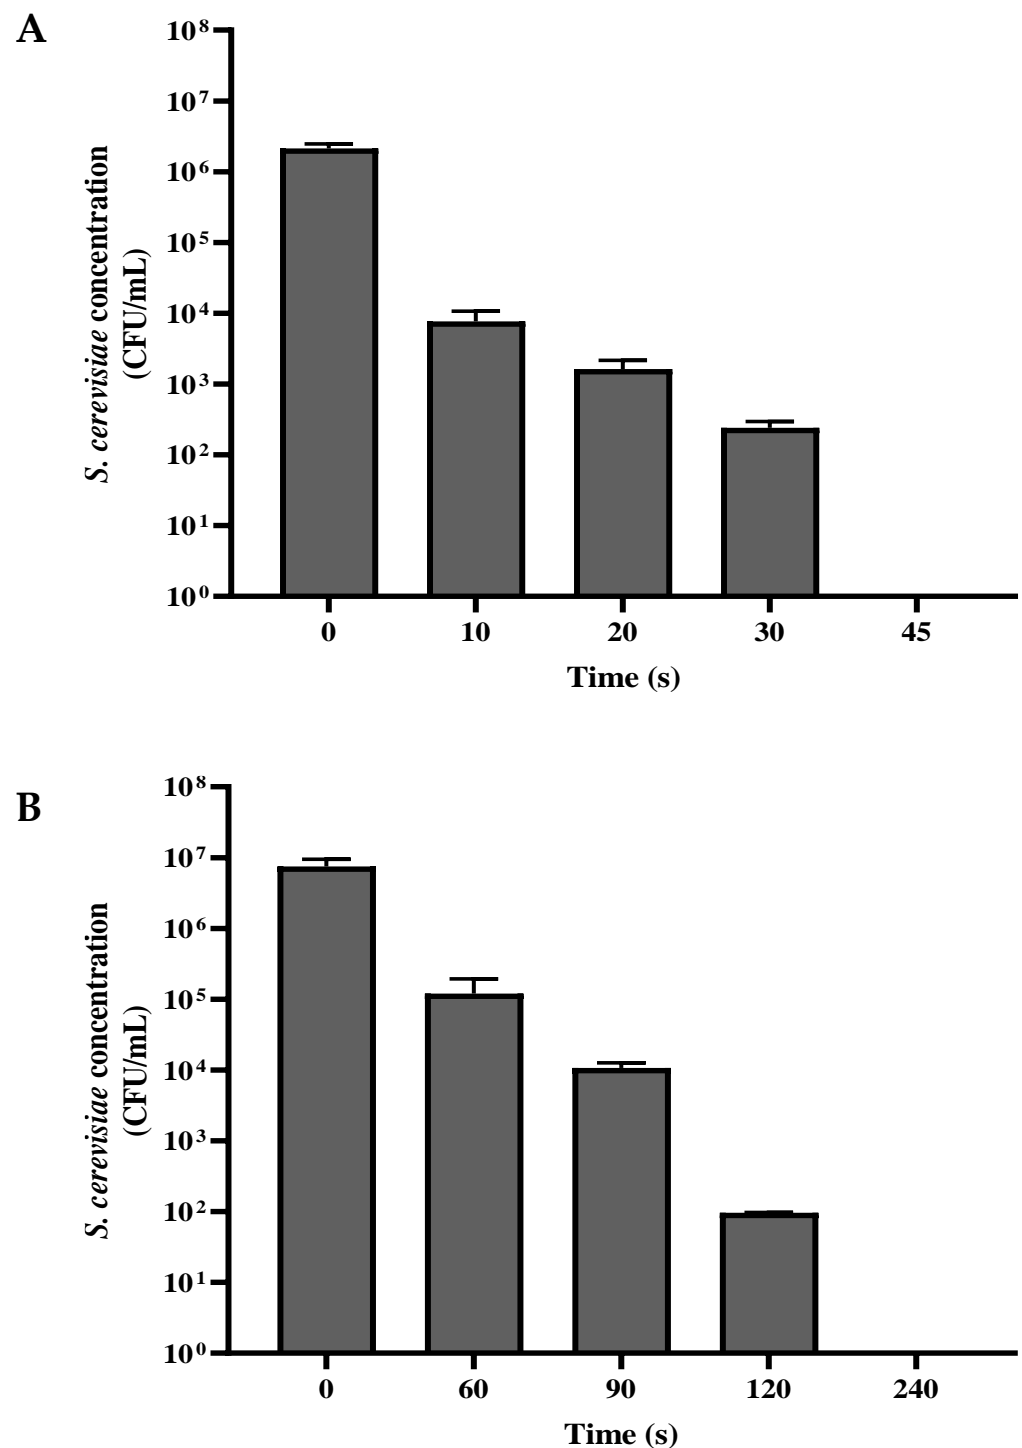 A
10⁸
10⁷
10⁶
10⁵
10⁴
10³
10²
10¹
10⁰
S. cerevisiae concentration
(CFU/mL)
0 10 20 30 45
Time (s)
B
10⁸
10⁷
10⁶
10⁵
10⁴
10³
10²
10¹
10⁰
S. cerevisiae concentration
(CFU/mL)
0 60 90 120 240
Time (s)